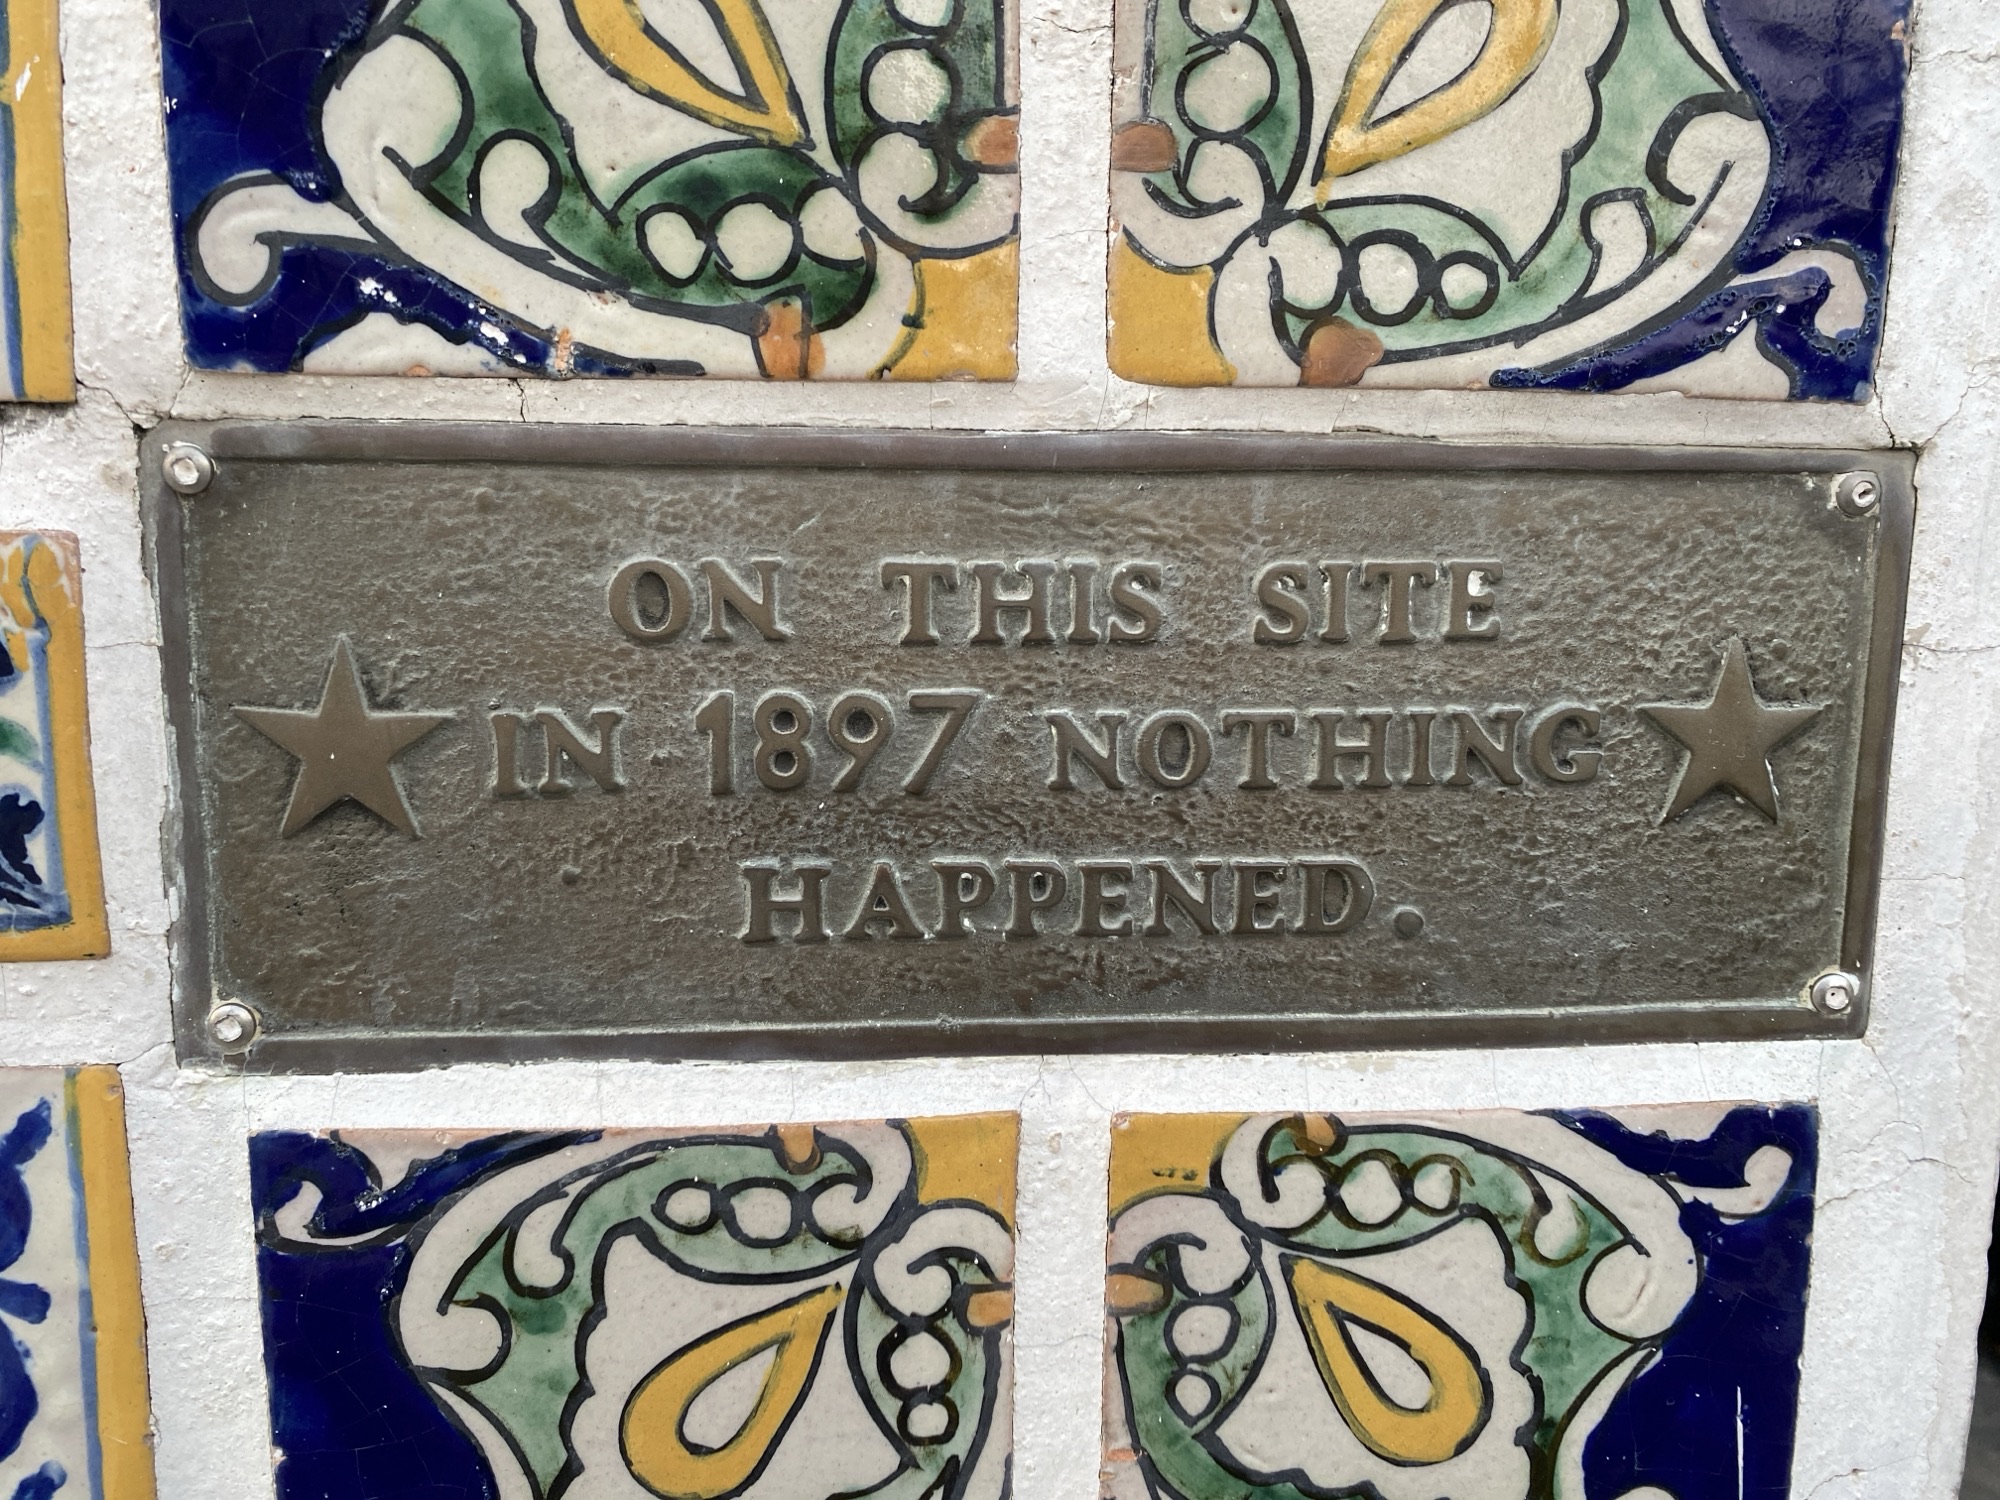 ON THIS SITE
IN 1897 NOTHING
HAPPENED.